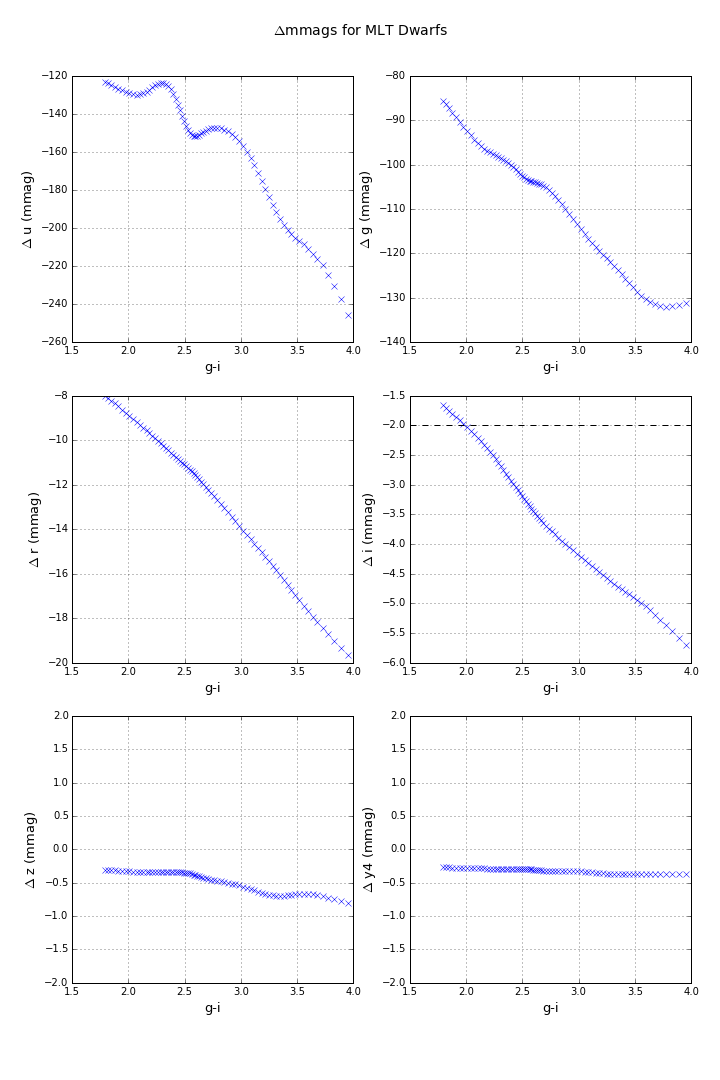 Δmmags for MLT Dwarfs
−120
−140
−160
−180
−200
−220
−240
−260
Δ u (mmag)
1.5 2.0 2.5 3.0 3.5 4.0
g-i
−80
−90
−100
−110
−120
−130
−140
Δ g (mmag)
1.5 2.0 2.5 3.0 3.5 4.0
g-i
−8
−10
−12
−14
−16
−18
−20
Δ r (mmag)
1.5 2.0 2.5 3.0 3.5 4.0
g-i
−1.5
−2.0
−2.5
−3.0
−3.5
−4.0
−4.5
−5.0
−5.5
−6.0
Δ i (mmag)
1.5 2.0 2.5 3.0 3.5 4.0
g-i
2.0
1.5
1.0
0.5
0.0
−0.5
−1.0
−1.5
−2.0
Δ z (mmag)
1.5 2.0 2.5 3.0 3.5 4.0
g-i
2.0
1.5
1.0
0.5
0.0
−0.5
−1.0
−1.5
−2.0
Δ y4 (mmag)
1.5 2.0 2.5 3.0 3.5 4.0
g-i